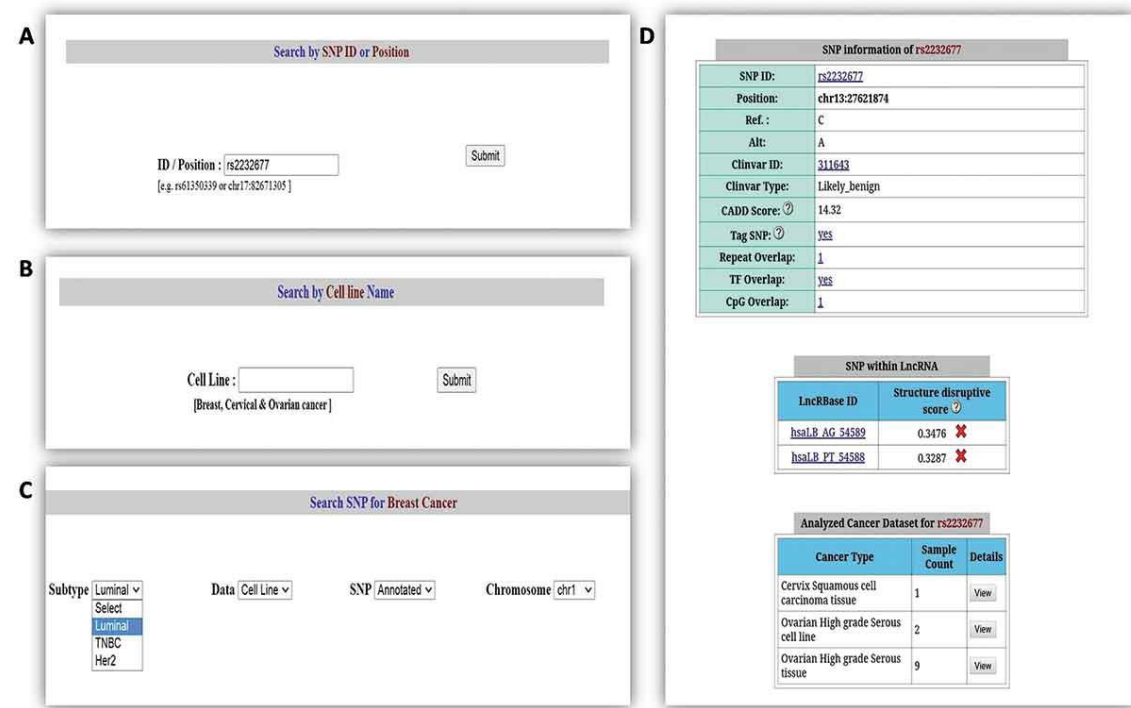 A
Search by SNP ID or Position
ID / Position : rs2232677
Submit
[e.g. rs61350339 or chr17:82671305 ]
B
Search by Cell line Name
Cell Line :
Submit
[Breast, Cervical & Ovarian cancer ]
C
Search SNP for Breast Cancer
Subtype Luminal Data Cell Line SNP Annotated Chromosome chr1
Select
Luminal
TNBC
Her2
D
SNP information of rs2232677
SNP ID: rs2232677
Position: chr13:27621874
Ref. : C
Alt: A
Clinvar ID: 311643
Clinvar Type: Likely_benign
CADD Score: ? 14.32
Tag SNP: ? yes
Repeat Overlap: 1
TF Overlap: yes
CpG Overlap: 1
SNP within LncRNA
LncRBase ID Structure disruptive
score ?
hsaLB_AG_54589 0.3476
hsaLB_PT_54588 0.3287
Analyzed Cancer Dataset for rs2232677
Cancer Type Sample Count Details
Cervix Squamous cell
carcinoma tissue 1 View
Ovarian High grade Serous
cell line 2 View
Ovarian High grade Serous
tissue 9 View